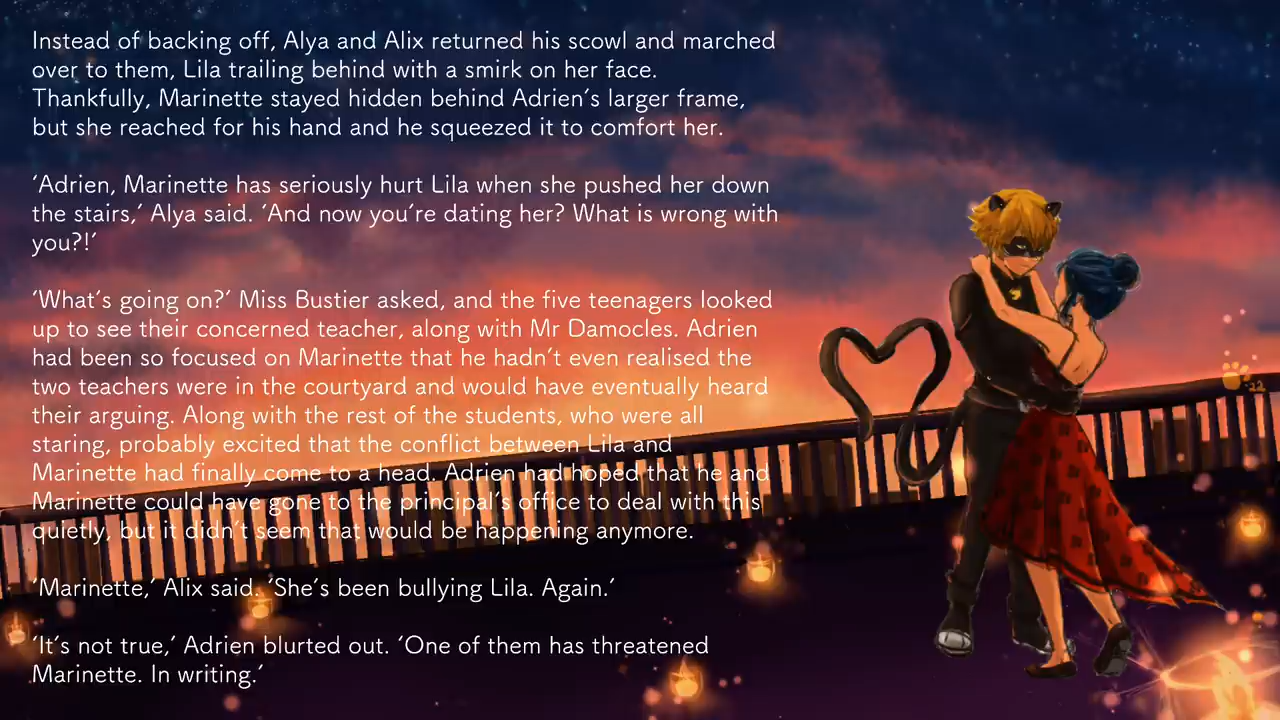 Instead of backing off, Alya and Alix returned his scowl and marched
over to them, Lila trailing behind with a smirk on her face.
Thankfully, Marinette stayed hidden behind Adrien's larger frame,
but she reached for his hand and he squeezed it to comfort her.
‘Adrien, Marinette has seriously hurt Lila when she pushed her down
the stairs,’ Alya said. ‘And now you're dating her? What is wrong with
you?!’
‘What's going on?’ Miss Bustier asked, and the five teenagers looked
up to see their concerned teacher, along with Mr Damocles. Adrien
had been so focused on Marinette that he hadn't even realised the
two teachers were in the courtyard and would have eventually heard
their arguing. Along with the rest of the students, who were all
staring, probably excited that the conflict between Lila and
Marinette had finally come to a head. Adrien had hoped that he and
Marinette could have gone to the principal's office to deal with this
quietly, but it didn't seem that would be happening anymore.
‘Marinette,’ Alix said. ‘She's been bullying Lila. Again.’
‘It's not true,’ Adrien blurted out. ‘One of them has threatened
Marinette. In writing.’
'22